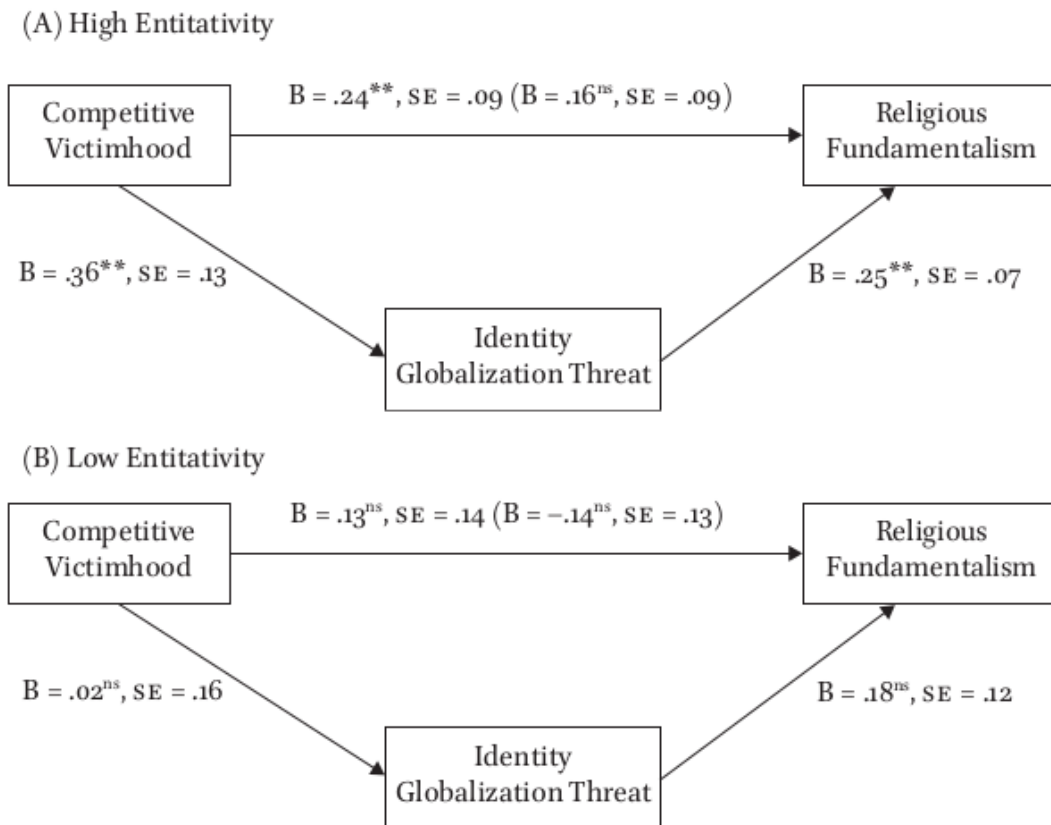 (A) High Entitativity
B = .24**, SE = .09 (B = .16ns, SE = .09)
Competitive
Victimhood
Religious
Fundamentalism
B = .36**, SE = .13
B = .25**, SE = .07
Identity
Globalization Threat
(B) Low Entitativity
B = .13ns, SE = .14 (B = –.14ns, SE = .13)
Competitive
Victimhood
Religious
Fundamentalism
B = .02ns, SE = .16
B = .18ns, SE = .12
Identity
Globalization Threat